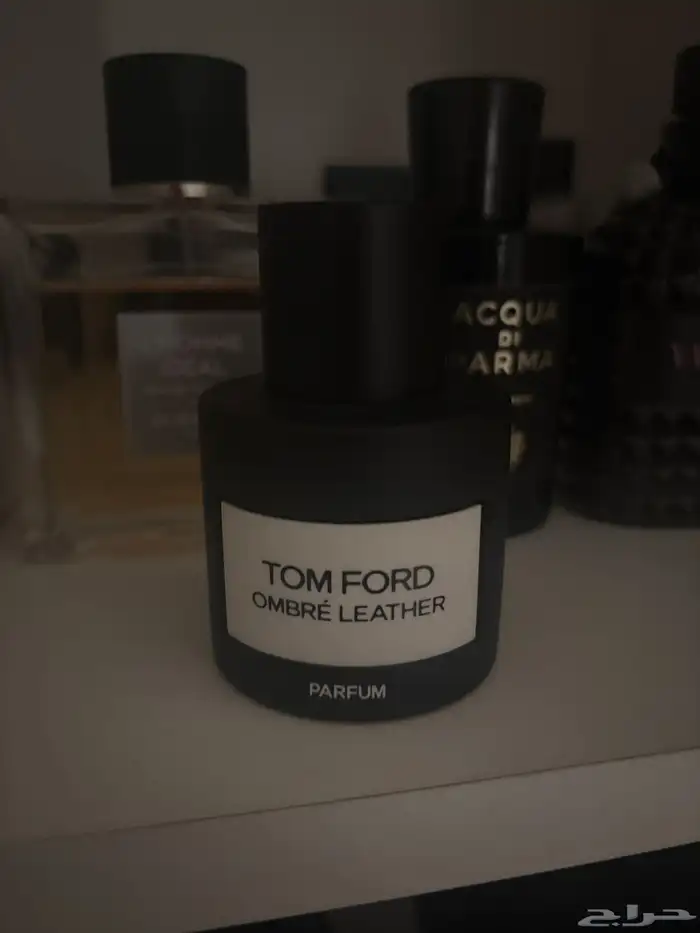 ACQUA
DI
PARMA
TOM FORD
OMBRÉ LEATHER
PARFUM
حراج